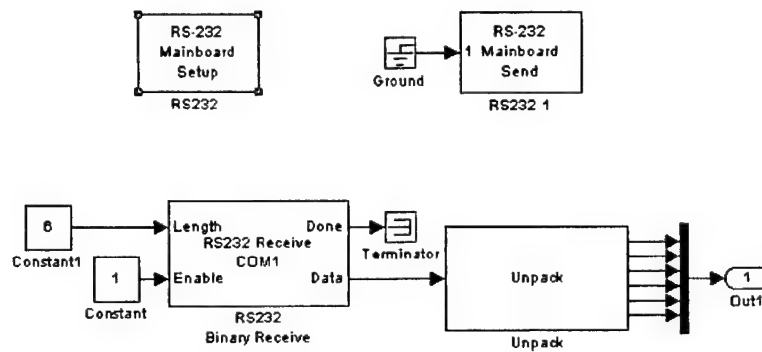 RS-232
Mainboard
Setup
RS232
Ground
1
RS-232
Mainboard
Send
RS232 1
6
Constant1
1
Constant
Length
Done
RS232 Receive
COM1
Enable
Data
RS232
Binary Receive
Terminator
Unpack
Unpack
1
Out1